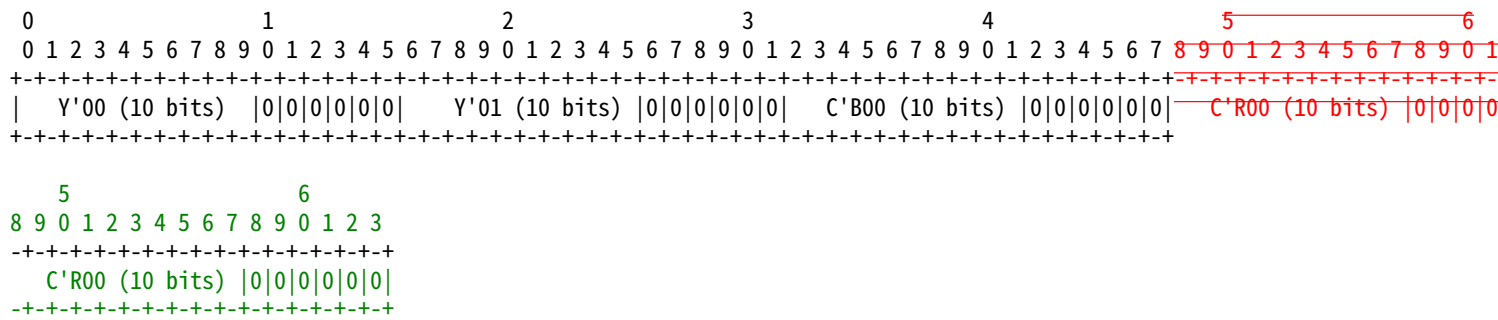 0                   1                   2                   3                   4                   5                   6
 0 1 2 3 4 5 6 7 8 9 0 1 2 3 4 5 6 7 8 9 0 1 2 3 4 5 6 7 8 9 0 1 2 3 4 5 6 7 8 9 0 1 2 3 4 5 6 7 8 9 0 1 2 3 4 5 6 7 8 9 0 1
+-+-+-+-+-+-+-+-+-+-+-+-+-+-+-+-+-+-+-+-+-+-+-+-+-+-+-+-+-+-+-+-+-+-+-+-+-+-+-+-+-+-+-+-+-+-+-+-+-+-+-+-+-+-+-+-+-+-+-+-+-+-
|   Y'00 (10 bits)  |0|0|0|0|0|0|    Y'01 (10 bits) |0|0|0|0|0|0|   C'B00 (10 bits) |0|0|0|0|0|0|   C'R00 (10 bits) |0|0|0|0
+-+-+-+-+-+-+-+-+-+-+-+-+-+-+-+-+-+-+-+-+-+-+-+-+-+-+-+-+-+-+-+-+-+-+-+-+-+-+-+-+-+-+-+-+-+-+-+-+
    5                   6
8 9 0 1 2 3 4 5 6 7 8 9 0 1 2 3
-+-+-+-+-+-+-+-+-+-+-+-+-+-+-+-+
   C'R00 (10 bits) |0|0|0|0|0|0|
-+-+-+-+-+-+-+-+-+-+-+-+-+-+-+-+